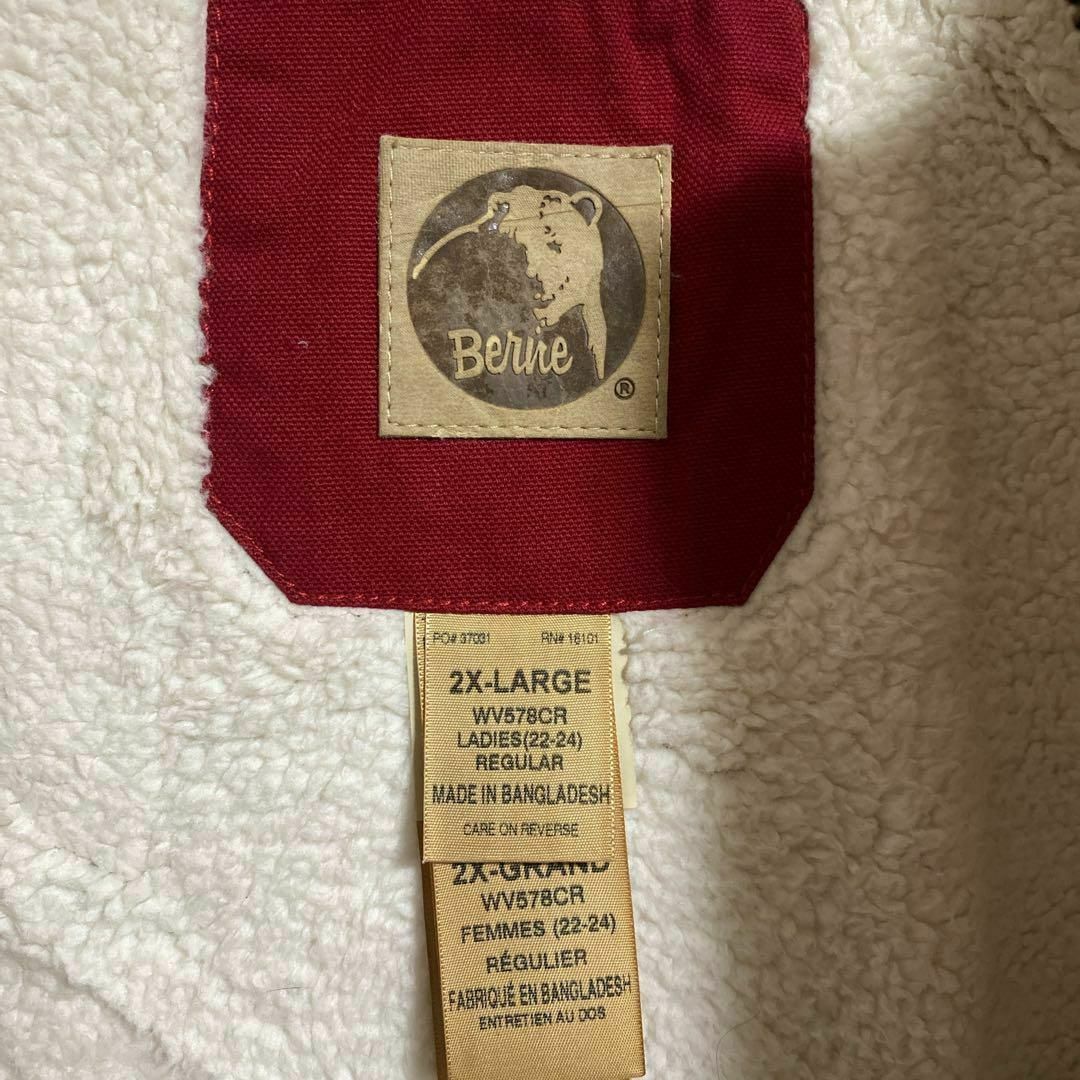 Berne
®
PO# 37031 RN# 16101
2X-LARGE
WV578CR
LADIES(22-24)
REGULAR
MADE IN BANGLADESH
CARE ON REVERSE
2X-GRAND
WV578CR
FEMMES (22-24)
RÉGULIER
FABRIQUÉ EN BANGLADESH
ENTRETIEN AU DOS